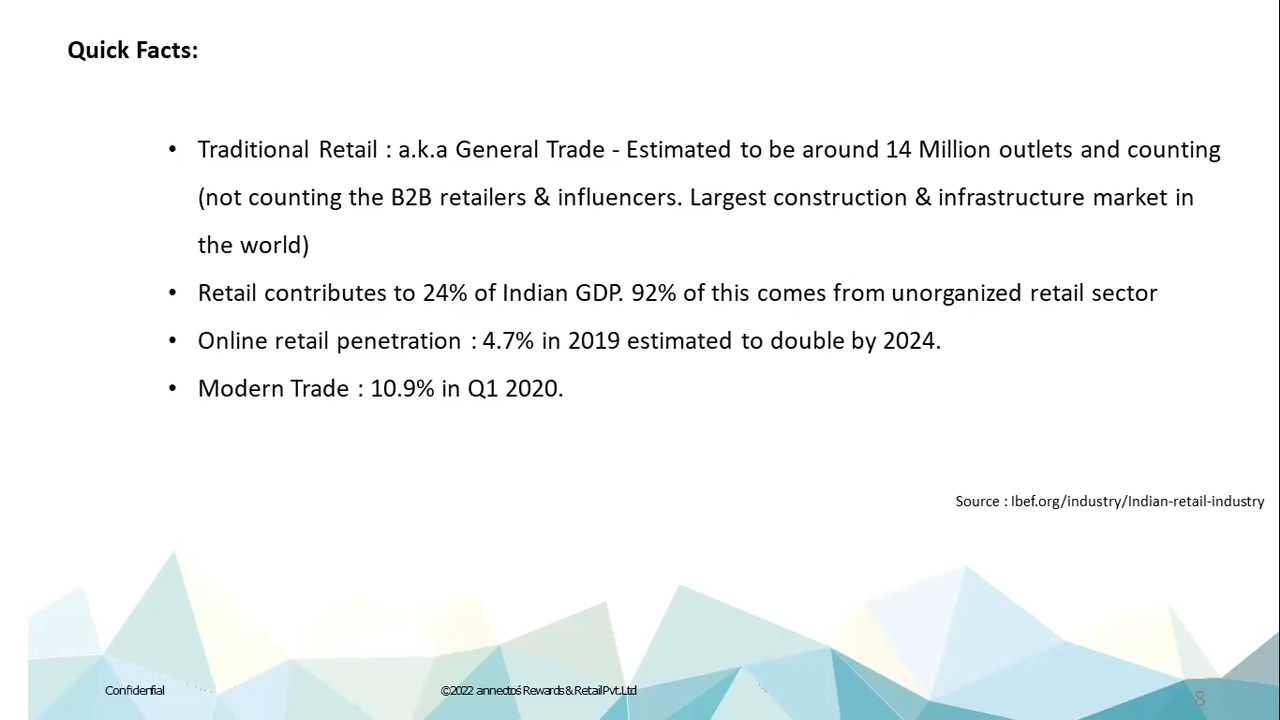 Quick Facts:
• Traditional Retail : a.k.a General Trade - Estimated to be around 14 Million outlets and counting
(not counting the B2B retailers & influencers. Largest construction & infrastructure market in
the world)
• Retail contributes to 24% of Indian GDP. 92% of this comes from unorganized retail sector
• Online retail penetration : 4.7% in 2019 estimated to double by 2024.
• Modern Trade : 10.9% in Q1 2020.
Source : Ibef.org/industry/Indian-retail-industry
Confidential
©2022 annectos' Rewards & Retail Pvt. Ltd
8